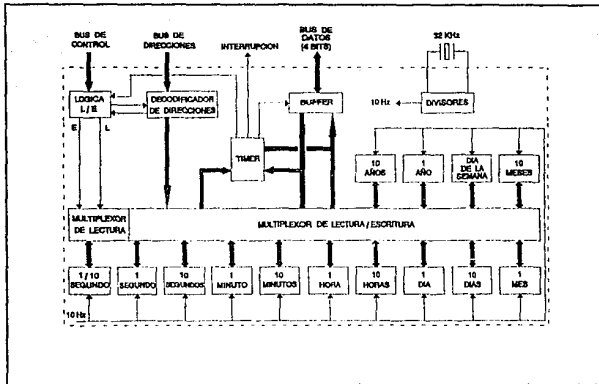 BUS DE
CONTROL
BUS DE
DIRECCIONES
INTERRUPCION
BUS DE
DATOS
(4 BITS)
32 KHz
LOGICA
L / E
DECODIFICADOR
DE DIRECCIONES
BUFFER
10 Hz
DIVISORES
E
L
TIMER
10
AÑOS
1
AÑO
DIA
DE LA
SEMANA
10
MESES
MULTIPLEXOR
DE LECTURA
MULTIPLEXOR DE LECTURA/ESCRITURA
1 / 10
SEGUNDO
1
SEGUNDO
10
SEGUNDOS
1
MINUTO
10
MINUTOS
1
HORA
10
HORAS
1
DIA
10
DIAS
1
MES
10 Hz